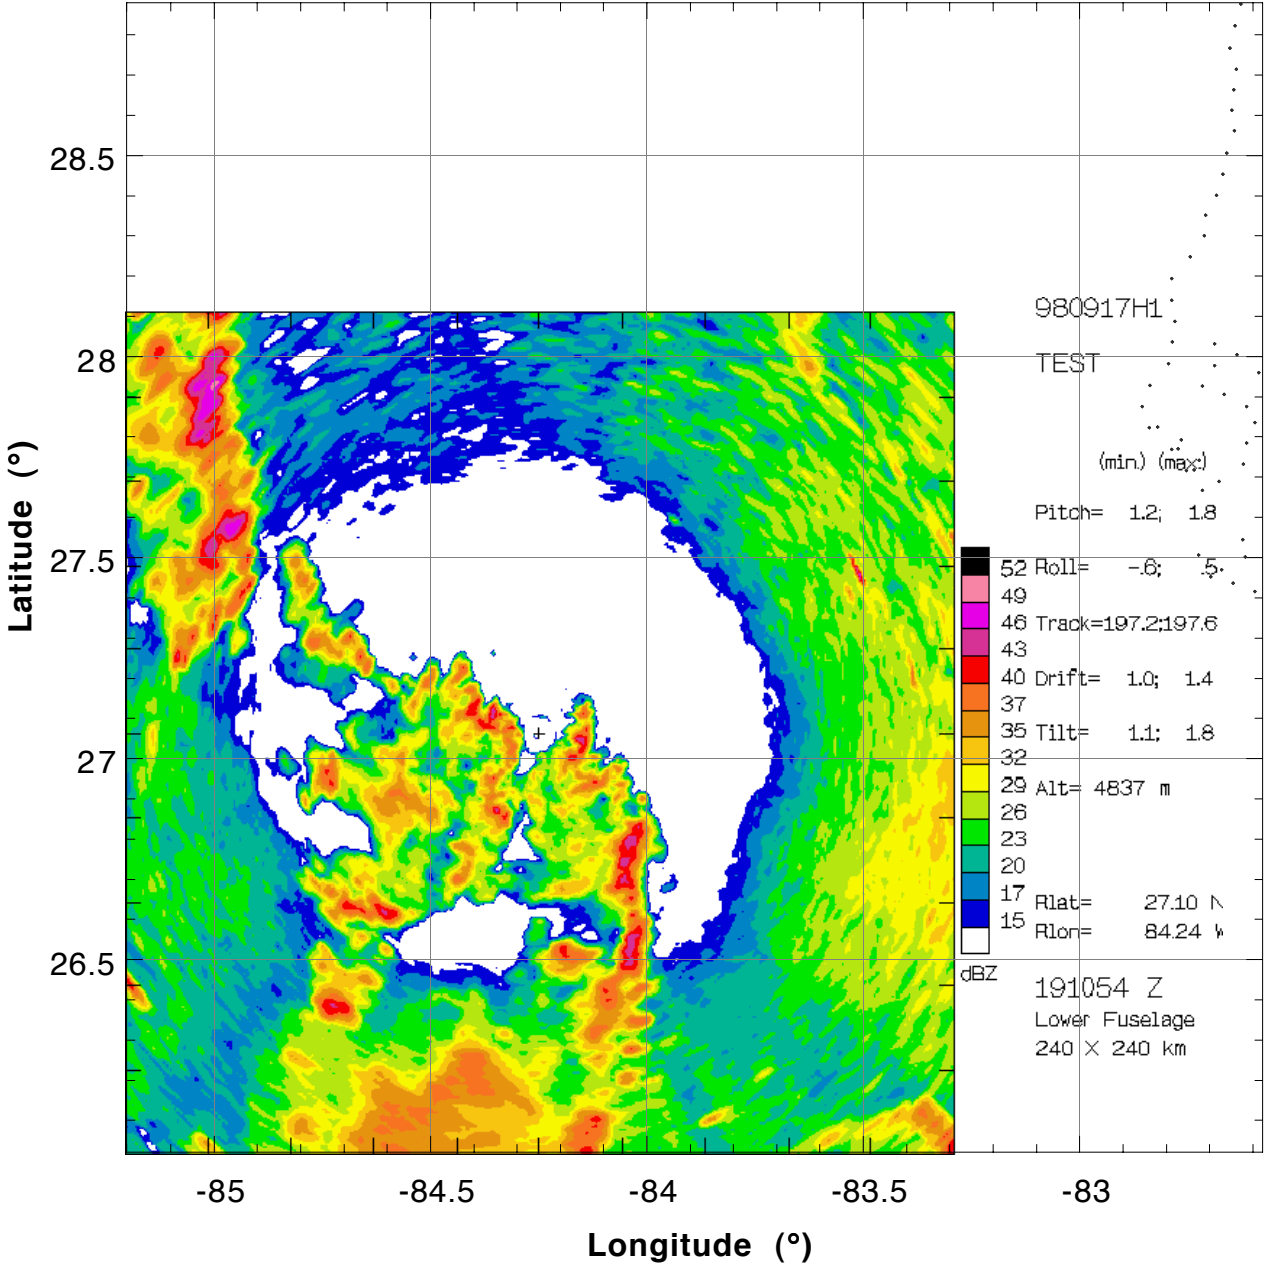 980917H1
TEST
(min.) (max.)
Pitch= 1.2; 1.8
Roll= -.6; .5
Track=197.2;197.6
Drift= 1.0; 1.4
Tilt= 1.1; 1.8
Alt= 4837 m
Rlat= 27.10 N
Rlon= 84.24 W
191054 Z
Lower Fuselage
240 X 240 km
52
49
46
43
40
37
35
32
29
26
23
20
17
15
dBZ
28.5
28
27.5
27
26.5
Latitude (°)
-85
-84.5
-84
-83.5
-83
Longitude (°)